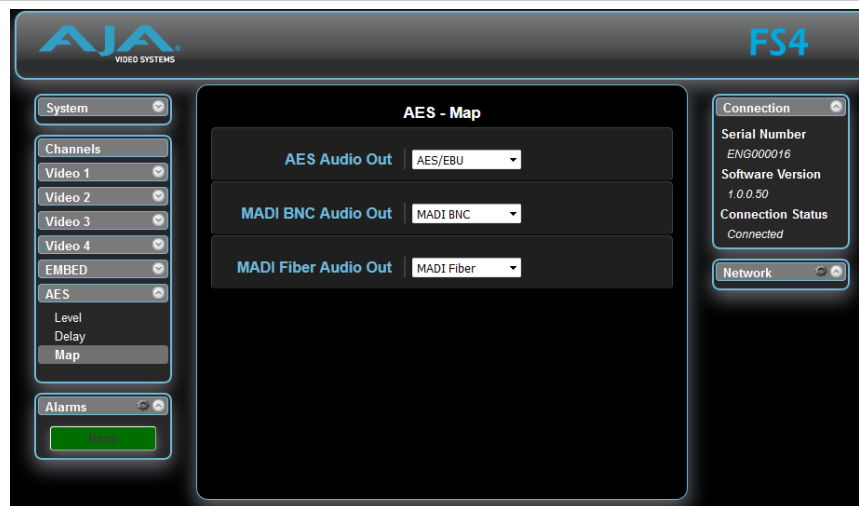 AJA
VIDEO SYSTEMS
FS4
System
Channels
Video 1
Video 2
Video 3
Video 4
EMBED
AES
Level
Delay
Map
Alarms
None
AES - Map
AES Audio Out
AES/EBU
MADI BNC Audio Out
MADI BNC
MADI Fiber Audio Out
MADI Fiber
Connection
Serial Number
ENG000016
Software Version
1.0.0.50
Connection Status
Connected
Network